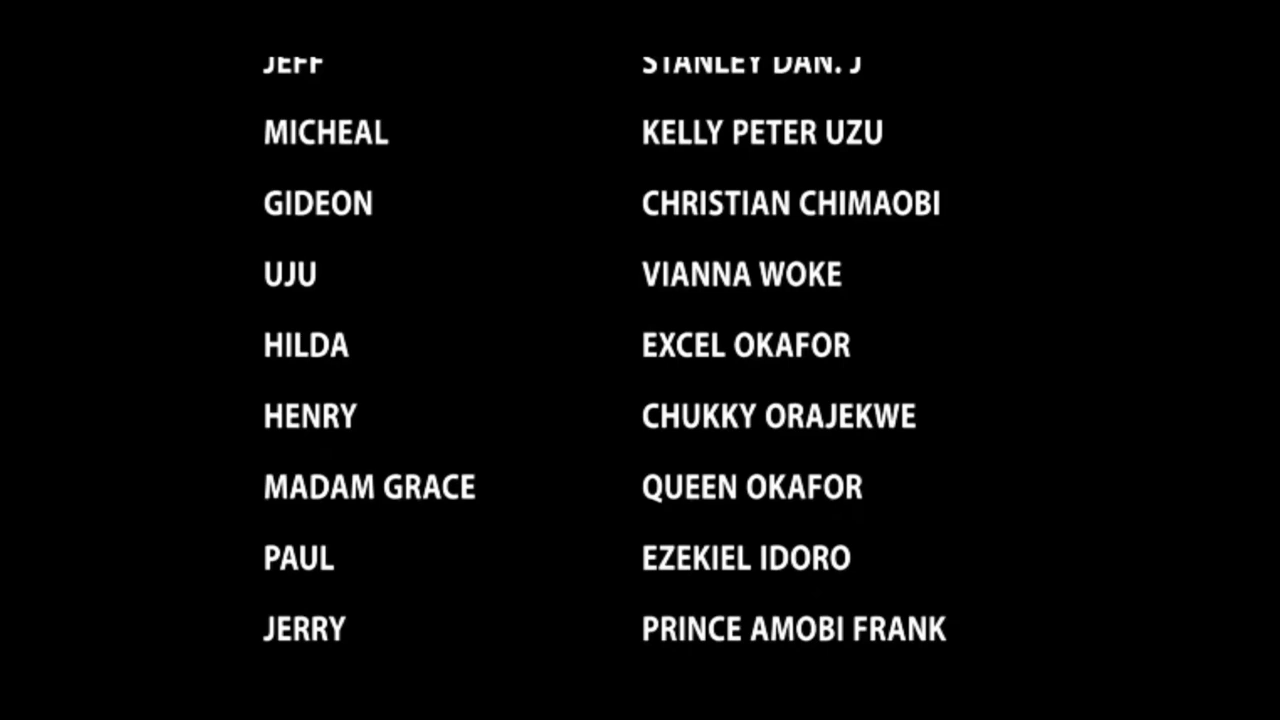 JEFF STANLEY DAN. J
MICHEAL KELLY PETER UZU
GIDEON CHRISTIAN CHIMAOBI
UJU VIANNA WOKE
HILDA EXCEL OKAFOR
HENRY CHUKKY ORAJEKWE
MADAM GRACE QUEEN OKAFOR
PAUL EZEKIEL IDORO
JERRY PRINCE AMOBI FRANK